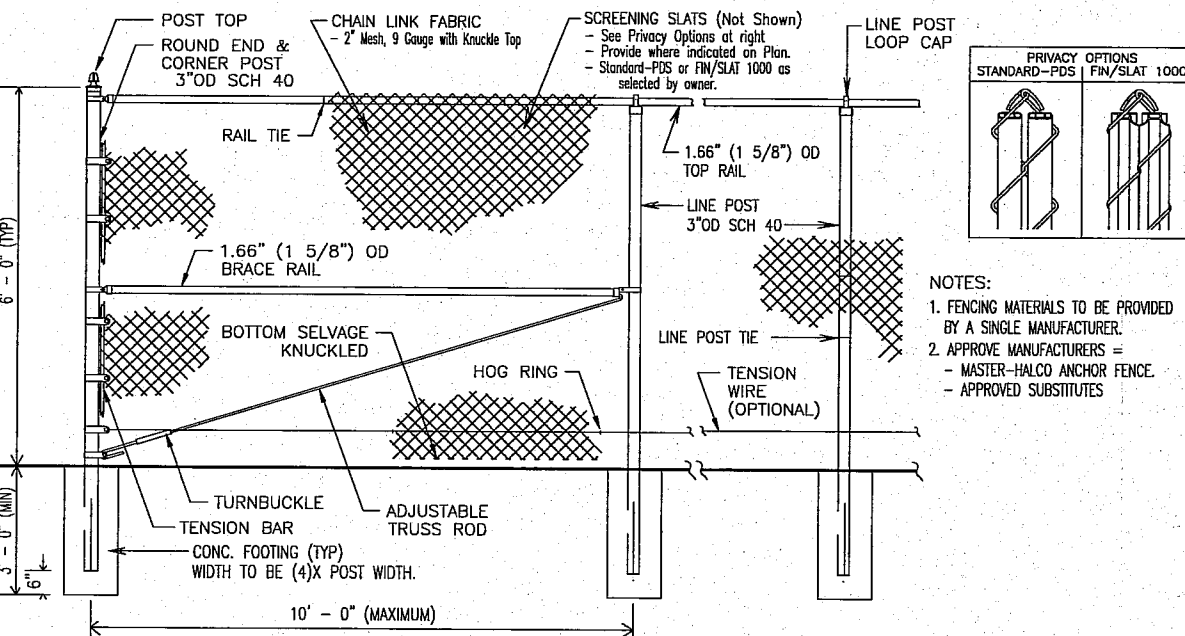 POST TOP
ROUND END &
CORNER POST
3"OD SCH 40
CHAIN LINK FABRIC
- 2" Mesh, 9 Gauge with Knuckle Top
SCREENING SLATS (Not Shown)
- See Privacy Options at right
- Provide where indicated on Plan.
- Standard-PDS or FIN/SLAT 1000 as
selected by owner.
LINE POST
LOOP CAP
PRIVACY OPTIONS
STANDARD-PDS
FIN/SLAT 1000
RAIL TIE
1.66" (1 5/8") OD
TOP RAIL
LINE POST
3"OD SCH 40
6' - 0" (TYP)
1.66" (1 5/8") OD
BRACE RAIL
BOTTOM SELVAGE
KNUCKLED
HOG RING
LINE POST TIE
TENSION
WIRE
(OPTIONAL)
NOTES:
1. FENCING MATERIALS TO BE PROVIDED
BY A SINGLE MANUFACTURER.
2. APPROVE MANUFACTURERS =
- MASTER-HALCO ANCHOR FENCE.
- APPROVED SUBSTITUTES
3' - 0" (MIN)
6"
TURNBUCKLE
TENSION BAR
ADJUSTABLE
TRUSS ROD
CONC. FOOTING (TYP)
WIDTH TO BE (4)X POST WIDTH.
10' - 0" (MAXIMUM)